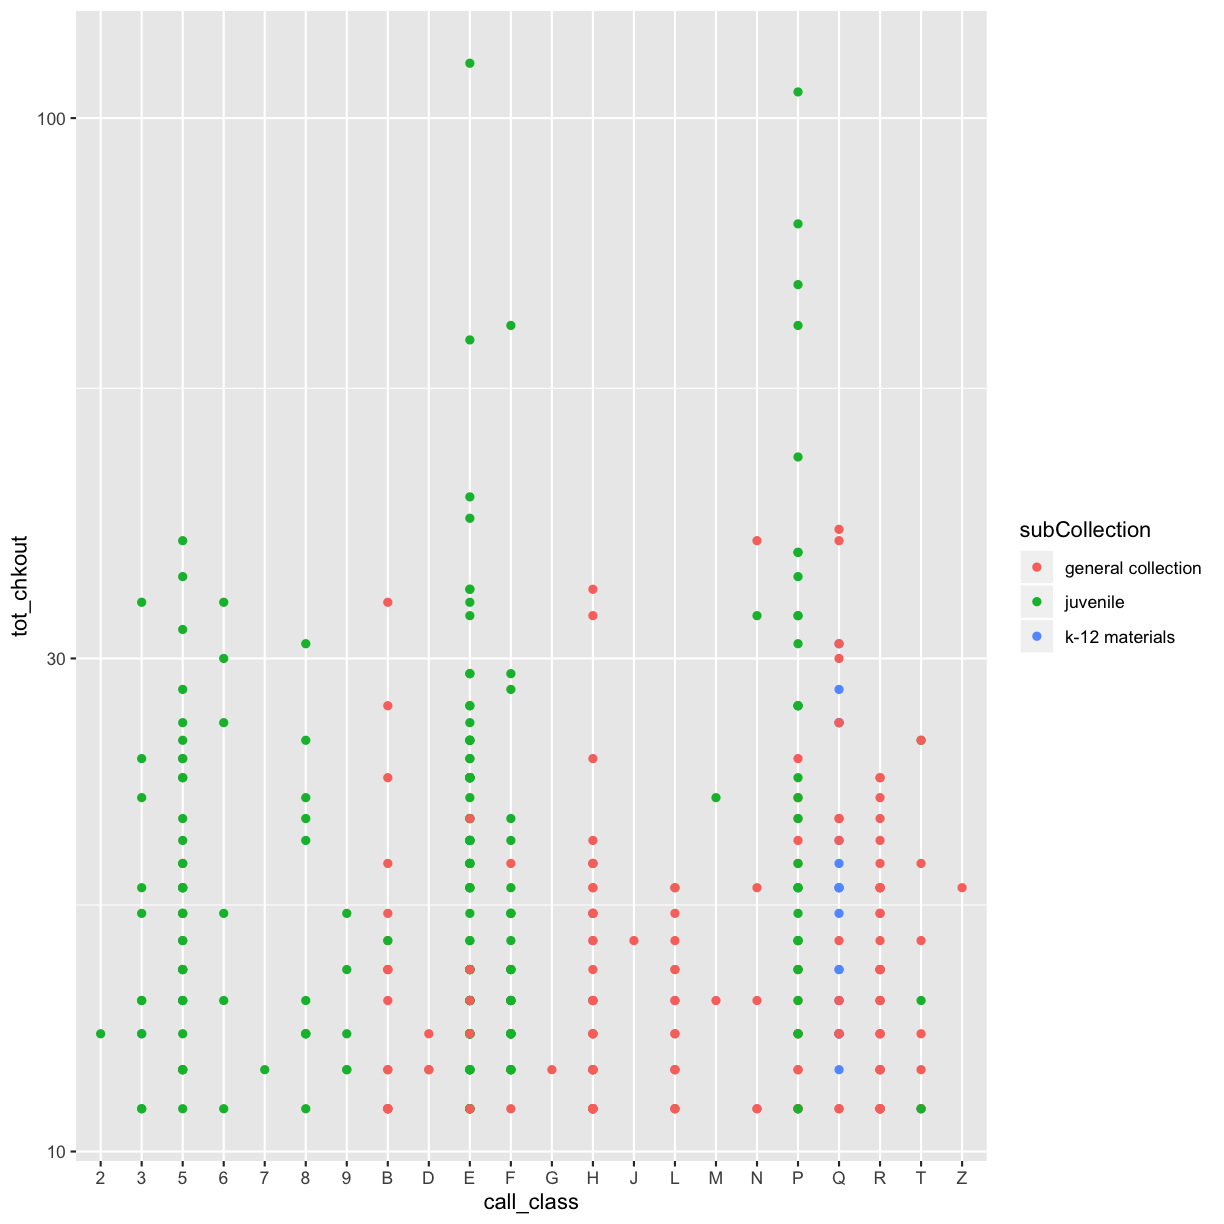 100
30
10
tot_chkout
2 3 5 6 7 8 9 B D E F G H J L M N P Q R T Z
call_class
subCollection
general collection
juvenile
k-12 materials